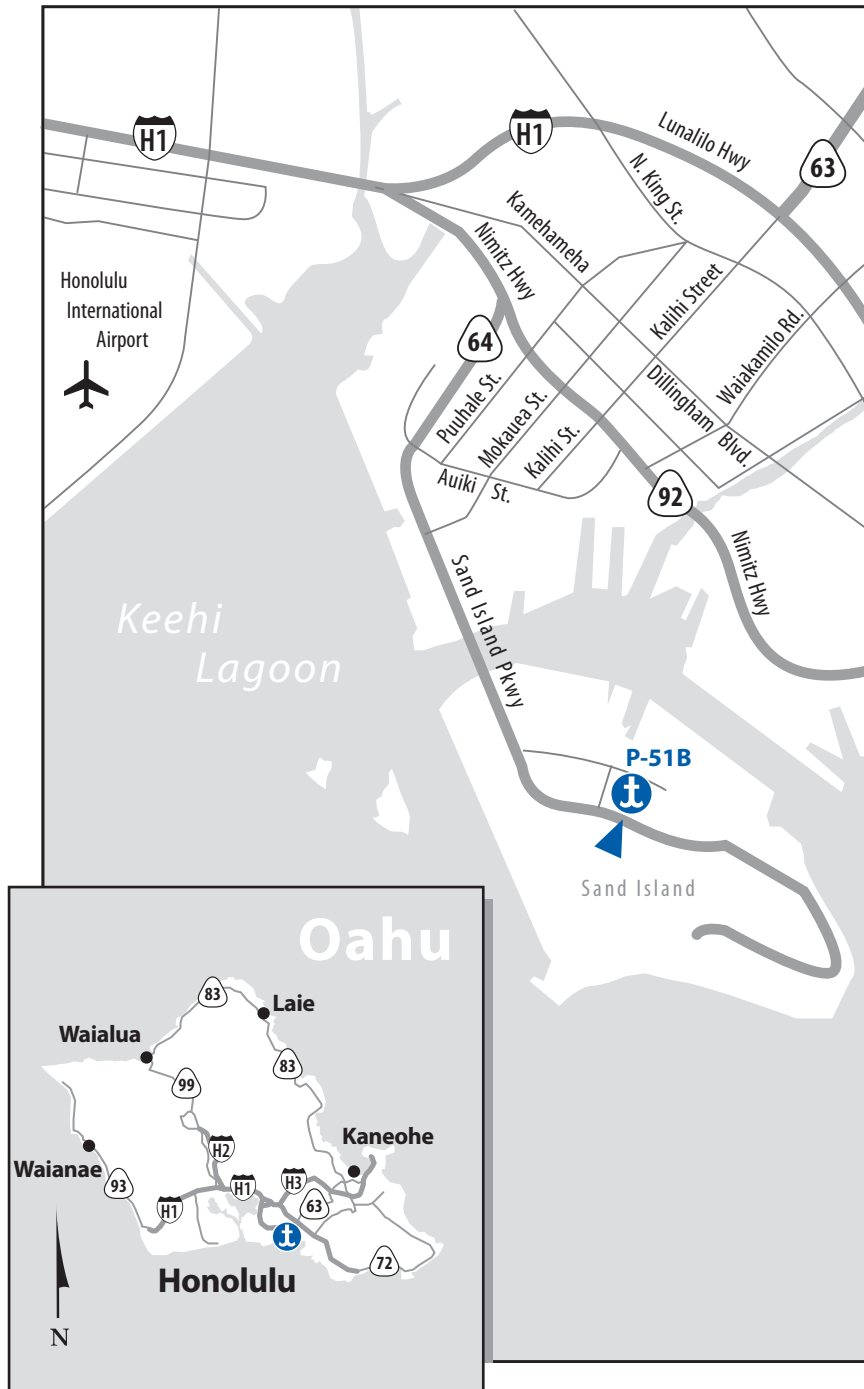 H1
H1
Lunalilo Hwy
63
N. King St.
Kamehameha
Nimitz Hwy
Honolulu
International
Airport
64
Kalihi Street
Waiakamilo Rd.
Puuhale St.
Mokauea St.
Kalihi St.
Dillingham Blvd.
Auiki St.
92
Nimitz Hwy
Sand Island Pkwy
Keehi
Lagoon
P-51B
Sand Island
Oahu
83
Laie
Waialua
83
99
Kaneohe
H2
Waianae
93
H1
H1
H3
63
72
Honolulu
N